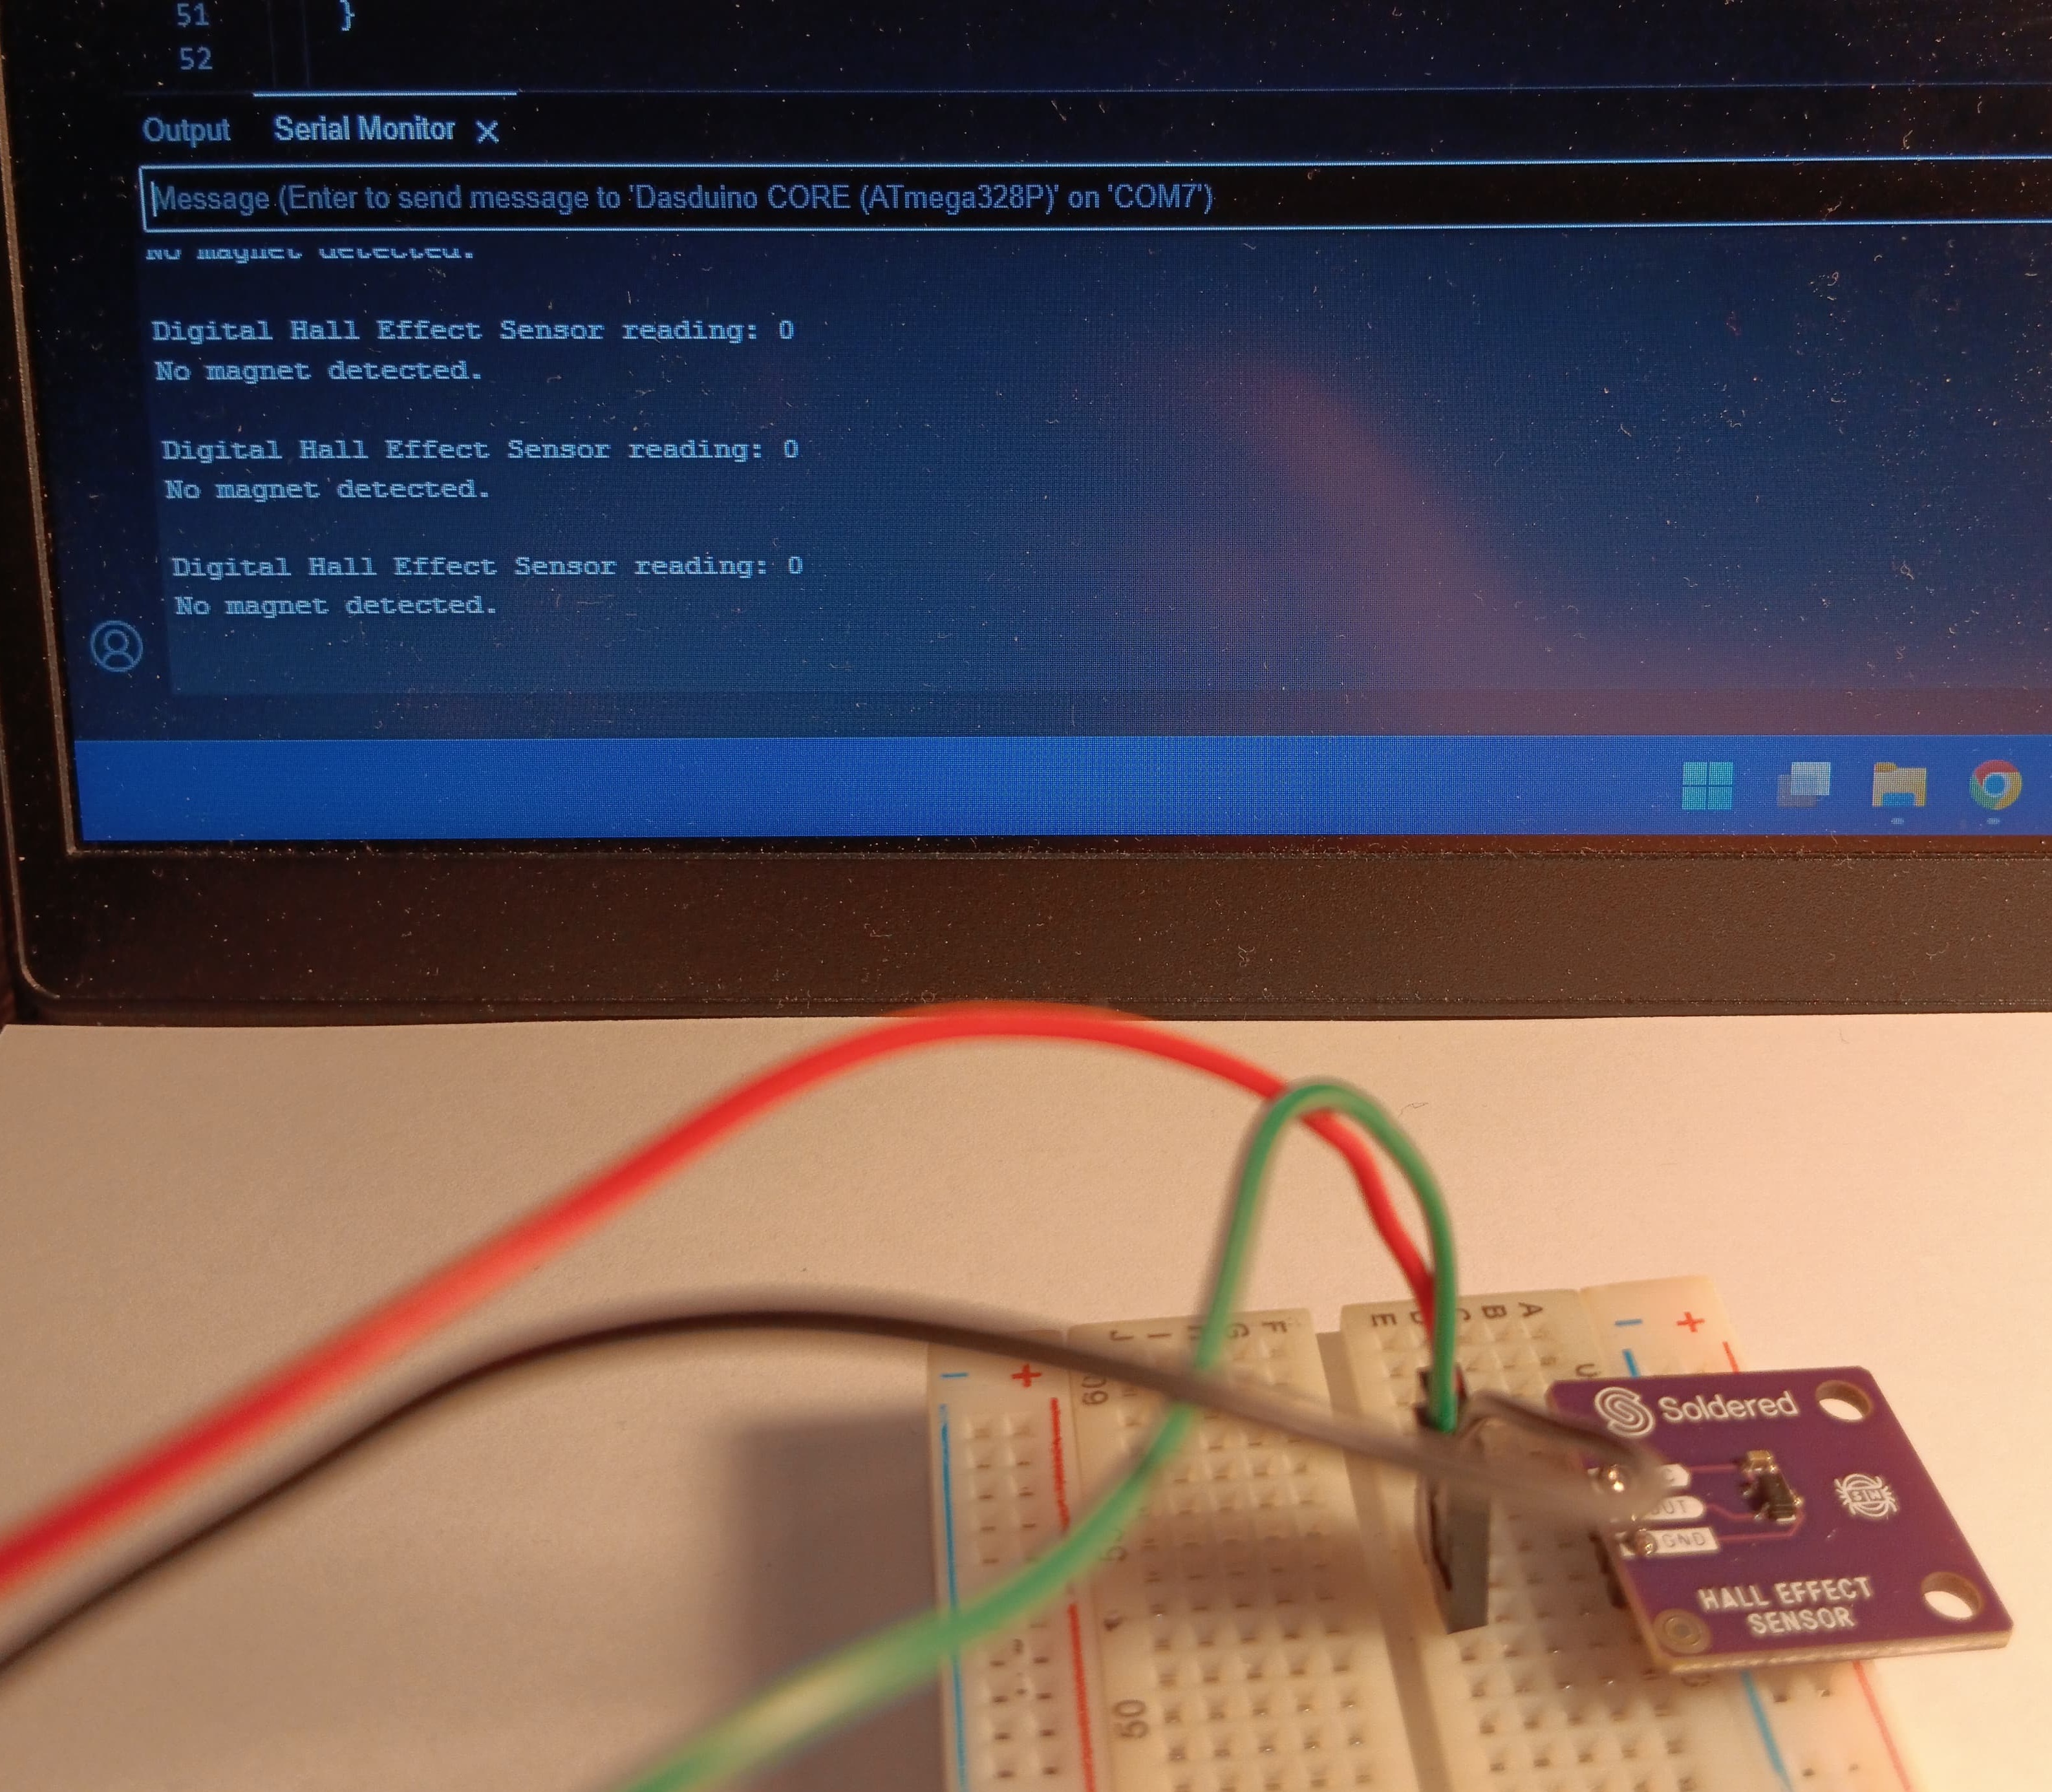 51 }
52
Output Serial Monitor X
Message (Enter to send message to 'Dasduino CORE (ATmega328P)' on 'COM7')
No magnet detected.
Digital Hall Effect Sensor reading: 0
No magnet detected.
Digital Hall Effect Sensor reading: 0
No magnet detected.
Digital Hall Effect Sensor reading: 0
No magnet detected.
J I G F E B A - +
- +
60
Soldered
GND
HALL EFFECT
SENSOR
50